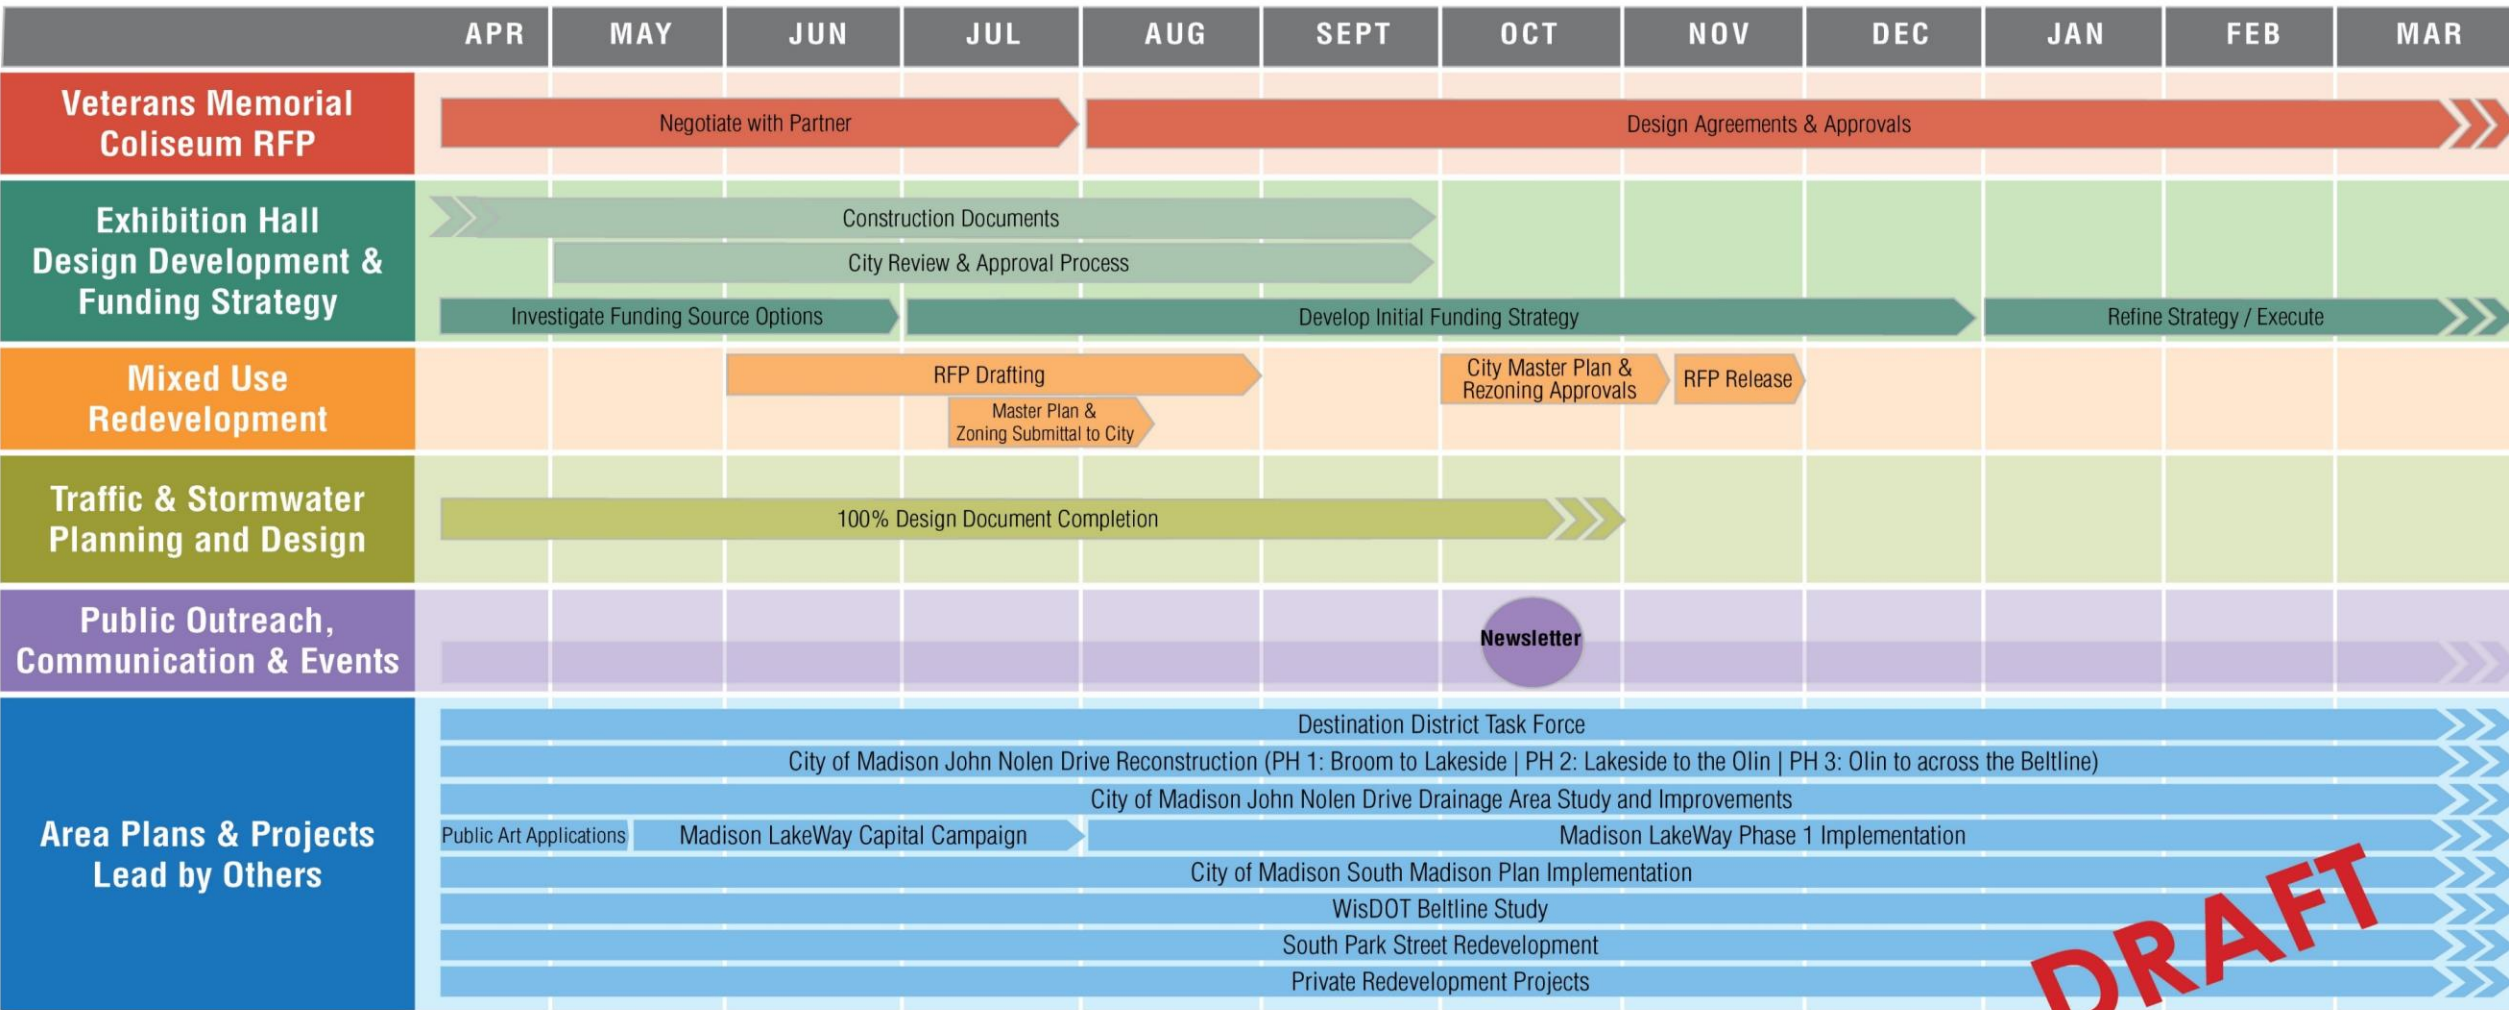 APR MAY JUN JUL AUG SEPT OCT NOV DEC JAN FEB MAR
Veterans Memorial
Coliseum RFP
Negotiate with Partner
Design Agreements & Approvals
Exhibition Hall
Design Development &
Funding Strategy
Construction Documents
City Review & Approval Process
Investigate Funding Source Options
Develop Initial Funding Strategy
Refine Strategy / Execute
Mixed Use
Redevelopment
RFP Drafting
Master Plan &
Zoning Submittal to City
City Master Plan &
Rezoning Approvals
RFP Release
Traffic & Stormwater
Planning and Design
100% Design Document Completion
Public Outreach,
Communication & Events
Newsletter
Area Plans & Projects
Lead by Others
Destination District Task Force
City of Madison John Nolen Drive Reconstruction (PH 1: Broom to Lakeside | PH 2: Lakeside to the Olin | PH 3: Olin to across the Beltline)
City of Madison John Nolen Drive Drainage Area Study and Improvements
Public Art Applications
Madison LakeWay Capital Campaign
Madison LakeWay Phase 1 Implementation
City of Madison South Madison Plan Implementation
WisDOT Beltline Study
South Park Street Redevelopment
Private Redevelopment Projects
DRAFT